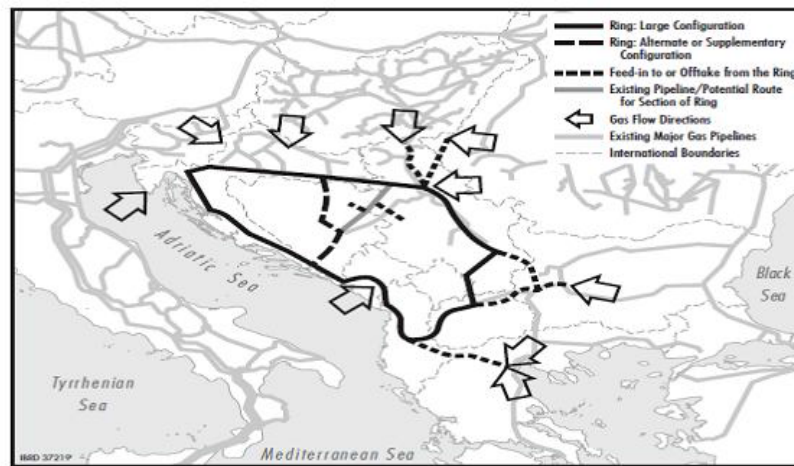 Ring: Large Configuration
Ring: Alternate or Supplementary
Configuration
Feed-in to or Offtake from the Ring
Existing Pipeline/Potential Route
for Section of Ring
Gas Flow Directions
Existing Major Gas Pipelines
International Boundaries
Adriatic Sea
Black
Sea
Tyrrhenian
Sea
Mediterranean Sea
IBRD 37219